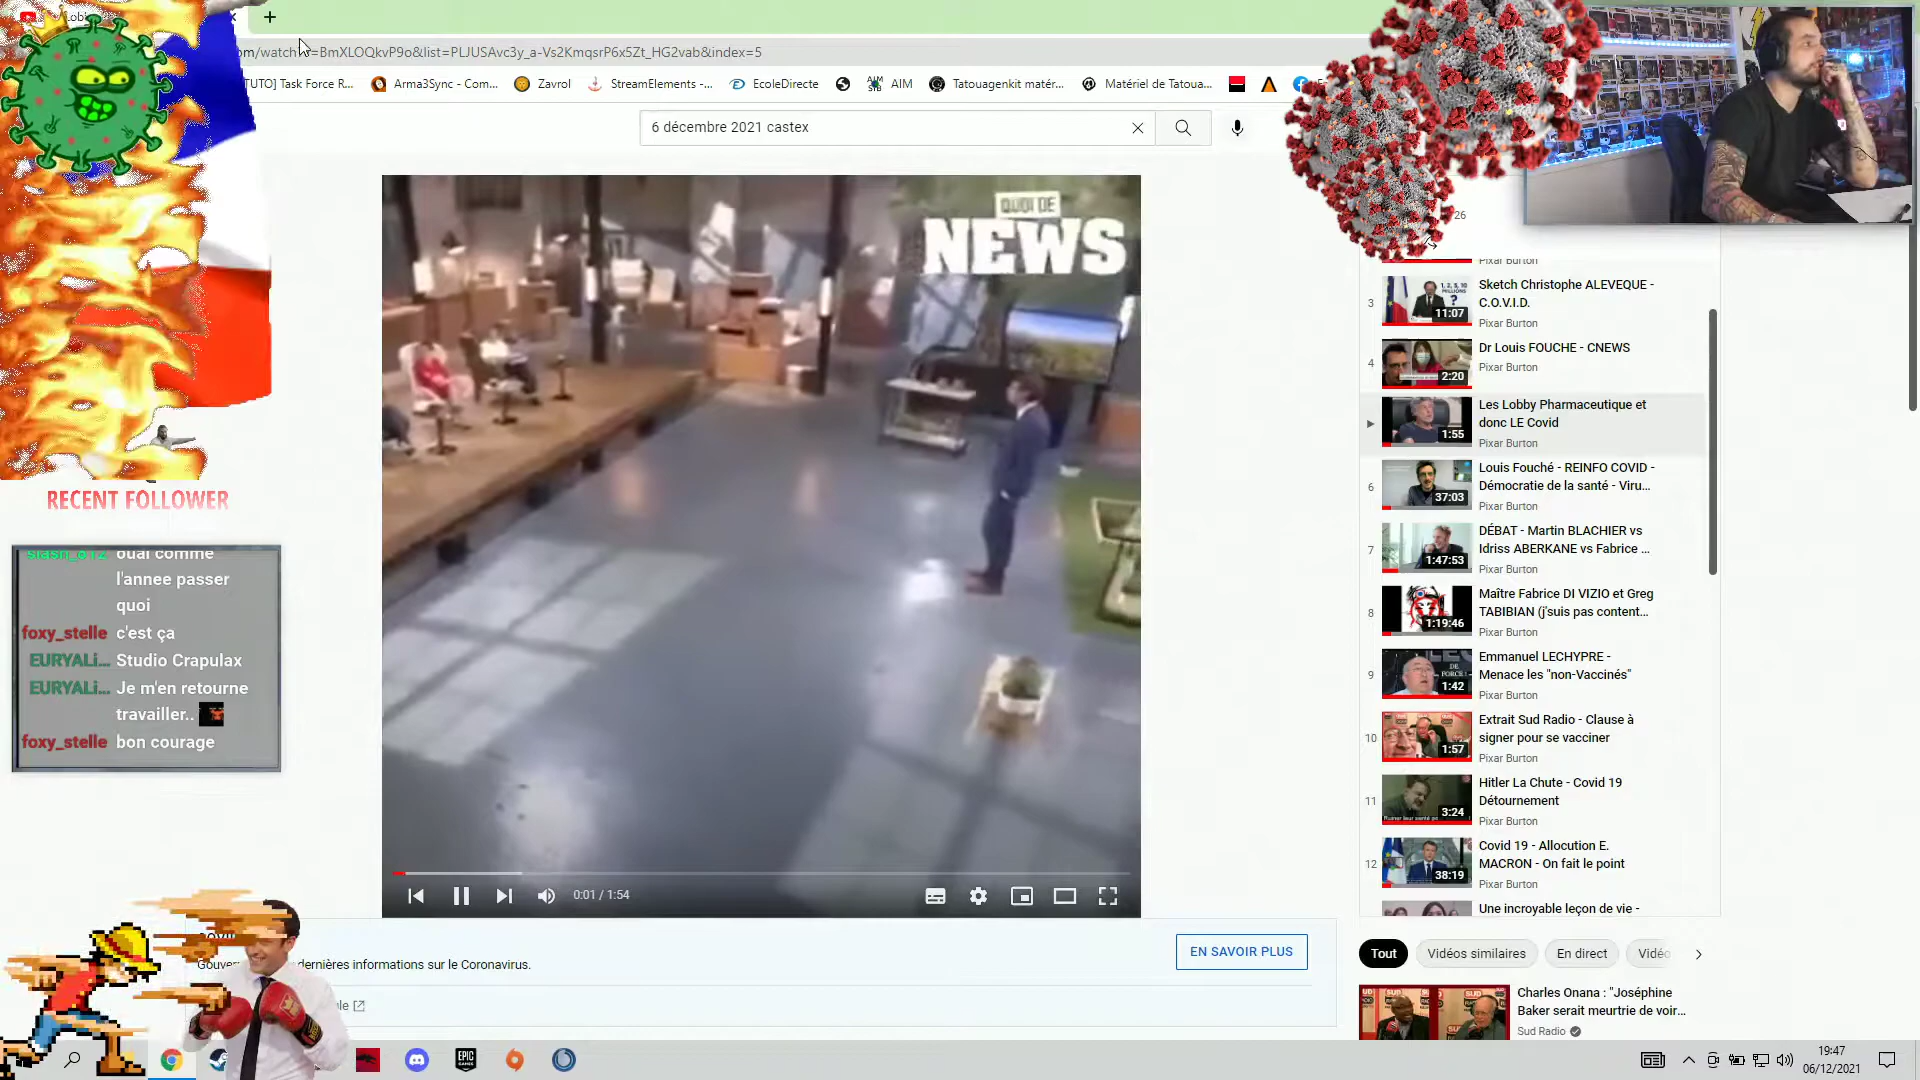 om/watch?v=BmXLOQkvP9o&list=PLJUSAvc3y_a-Vs2KmqsrP6x5Zt_HG2vab&index=5
TUTO] Task Force R...
Arma3Sync - Com...
Zavrol
StreamElements -...
EcoleDirecte
AIM
Tatouagenkit matér...
Matériel de Tatoua...
6 décembre 2021 castex
QUOI DE
NEWS
26
Pixar Burton
3
Sketch Christophe ALEVEQUE -
C.O.V.I.D.
Pixar Burton
11:07
4
Dr Louis FOUCHE - CNEWS
Pixar Burton
2:20
Les Lobby Pharmaceutique et
donc LE Covid
Pixar Burton
1:55
6
Louis Fouché - REINFO COVID -
Démocratie de la santé - Viru...
Pixar Burton
37:03
7
DÉBAT - Martin BLACHIER vs
Idriss ABERKANE vs Fabrice ...
Pixar Burton
1:47:53
8
Maître Fabrice DI VIZIO et Greg
TABIBIAN (j'suis pas content...
Pixar Burton
1:19:46
9
Emmanuel LECHYPRE -
Menace les "non-Vaccinés"
Pixar Burton
1:42
10
Extrait Sud Radio - Clause à
signer pour se vacciner
Pixar Burton
1:57
11
Hitler La Chute - Covid 19
Détournement
Pixar Burton
3:24
12
Covid 19 - Allocution E.
MACRON - On fait le point
Pixar Burton
38:19
Une incroyable leçon de vie -
RECENT FOLLOWER
slash_612 ouai comme
l'annee passer
quoi
foxy_stelle c'est ça
EURYALi... Studio Crapulax
EURYALi... Je m'en retourne
travailler..
foxy_stelle bon courage
0:01 / 1:54
dernières informations sur le Coronavirus.
EN SAVOIR PLUS
Tout
Vidéos similaires
En direct
Vidéo
Charles Onana : "Joséphine
Baker serait meurtrie de voir...
Sud Radio
EPIC
GAMES
19:47
06/12/2021